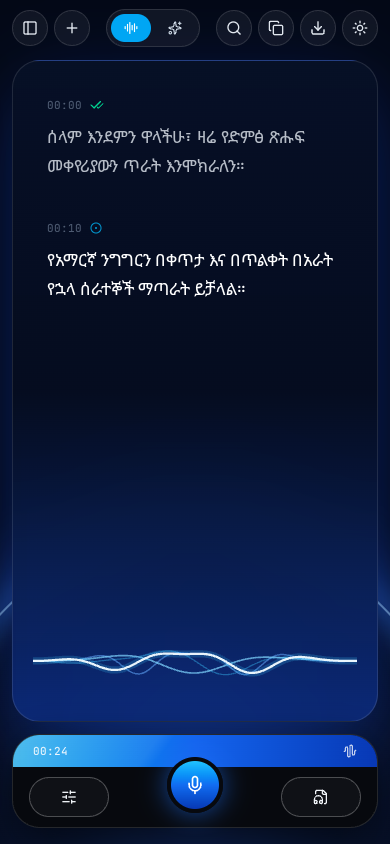 00:00
ሰላም እንደምን ዋላችሁ፣ ዛሬ የድምፅ ጽሑፍ
መቀየሪያውን ጥራት እንሞክራለን።
00:10
የአማርኛ ንግግርን በቀጥታ እና በጥልቀት በአራት
የኋላ ሰራተኞች ማጣራት ይቻላል።
00:24